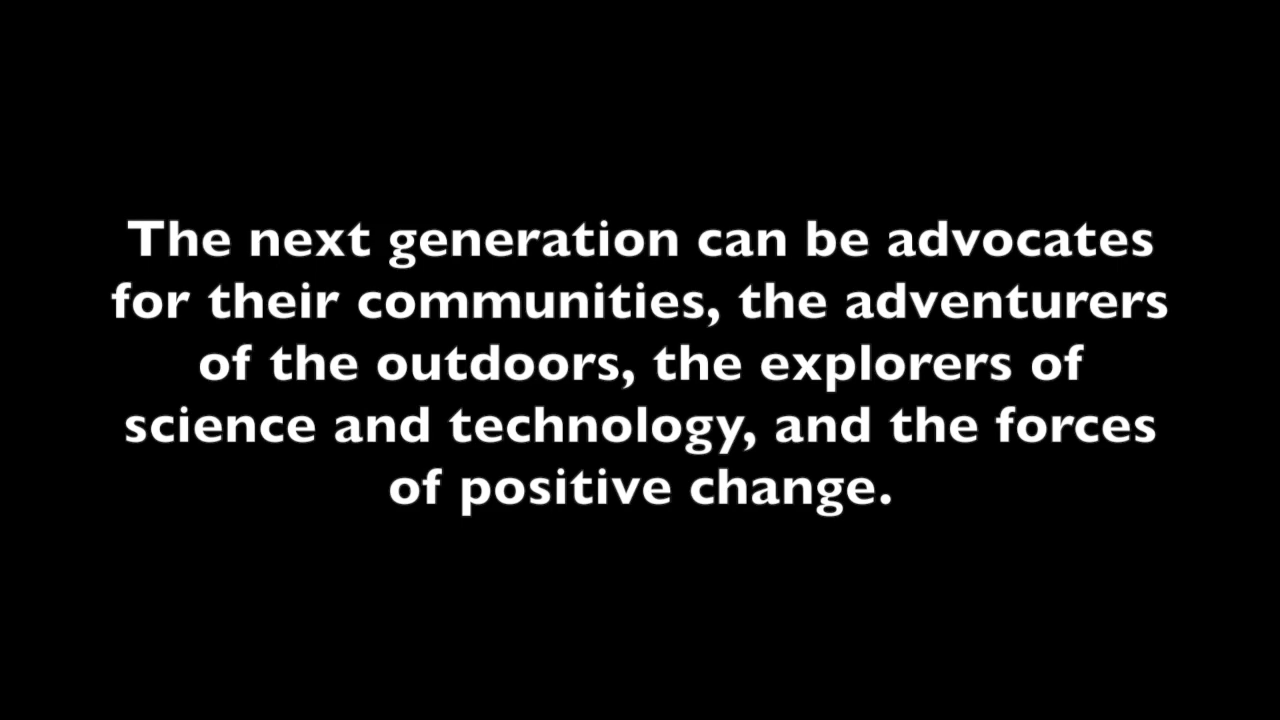 The next generation can be advocates
for their communities, the adventurers
of the outdoors, the explorers of
science and technology, and the forces
of positive change.